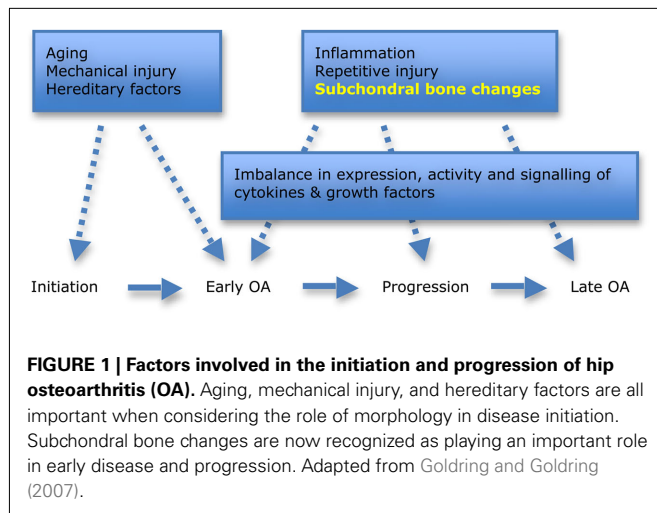 Aging
Mechanical injury
Hereditary factors
Inflammation
Repetitive injury
Subchondral bone changes
Imbalance in expression, activity and signalling of
cytokines & growth factors
Initiation
Early OA
Progression
Late OA
FIGURE 1 | Factors involved in the initiation and progression of hip
osteoarthritis (OA). Aging, mechanical injury, and hereditary factors are all
important when considering the role of morphology in disease initiation.
Subchondral bone changes are now recognized as playing an important role
in early disease and progression. Adapted from Goldring and Goldring
(2007).